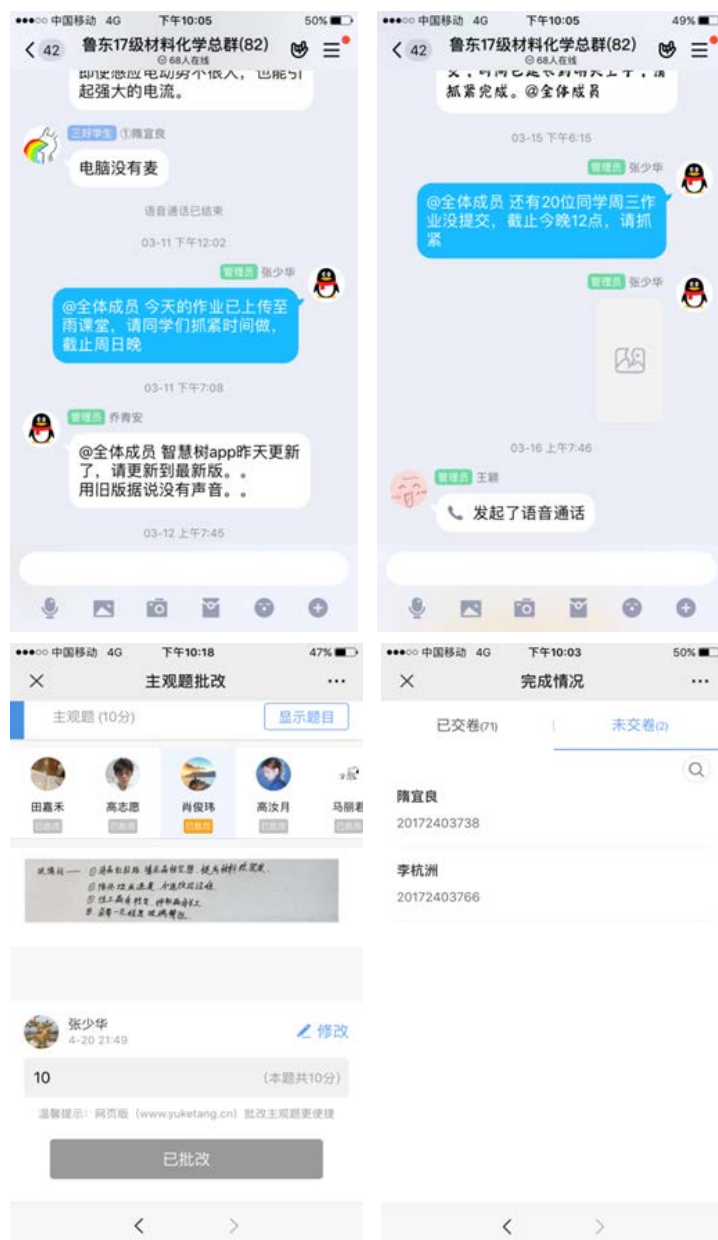 中国移动 4G 下午10:05 50%
42 鲁东17级材料化学总群(82)
68人在线
即使感应电动势不很大，也能引
起强大的电流。
三好学生 ①隋宜良
电脑没有麦
语音通话已结束
03-11 下午12:02
管理员 张少华
@全体成员 今天的作业已上传至
雨课堂，请同学们抓紧时间做，
截止周日晚
03-11 下午7:08
管理员 乔青安
@全体成员 智慧树app昨天更新
了，请更新到最新版。。
用旧版据说没有声音。。
03-12 上午7:45
中国移动 4G 下午10:05 49%
42 鲁东17级材料化学总群(82)
68人在线
抓紧完成。@全体成员
03-15 下午6:15
管理员 张少华
@全体成员 还有20位同学周三作
业没提交，截止今晚12点，请抓
紧
管理员 张少华
03-16 上午7:46
管理员 王颖
发起了语音通话
中国移动 4G 下午10:18 47%
主观题批改
主观题 (10分) 显示题目
田嘉禾 高志愿 肖俊玮 高汝月 马丽君
已批改 已批改 已批改 已批改 已批改
张少华
4-20 21:49
修改
10 (本题共10分)
温馨提示：网页版（www.yuketang.cn）批改主观题更便捷
已批改
中国移动 4G 下午10:03 50%
完成情况
已交卷(71) 未交卷(2)
隋宜良
20172403738
李杭洲
20172403766